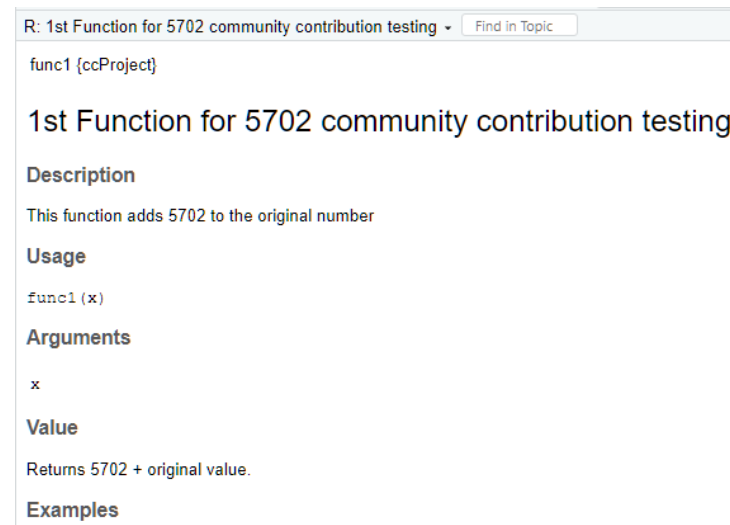 R: 1st Function for 5702 community contribution testing Find in Topic
func1 {ccProject}
1st Function for 5702 community contribution testing
Description
This function adds 5702 to the original number
Usage
func1(x)
Arguments
x
Value
Returns 5702 + original value.
Examples